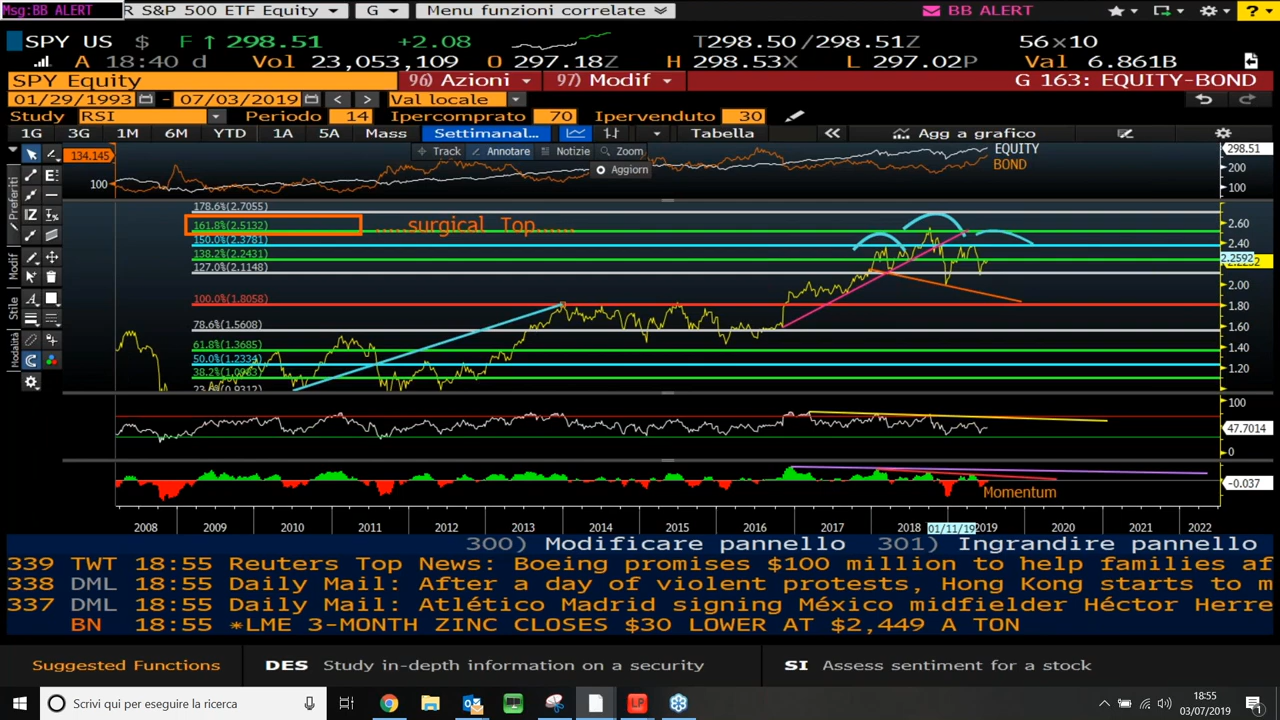 Msg:BB ALERT R S&P 500 ETF Equity G Menu funzioni correlate BB ALERT ?
SPY US $ F ↑ 298.51 +2.08 T298.50/298.51Z 56x10
A 18:40 d Vol 23,053,109 O 297.18Z H 298.53X L 297.02P Val 6.861B
SPY Equity 96) Azioni 97) Modif G 163: EQUITY-BOND
01/29/1993 - 07/03/2019 < > Val locale
Study RSI Periodo 14 Ipercomprato 70 Ipervenduto 30
1G 3G 1M 6M YTD 1A 5A Mass Settimanal... Tabella « Agg a grafico
Track Annotare Notizie Zoom
Aggiorn
134.145
100
EQUITY
BOND
298.51
200
100
Preferiti
Modif
Stile
Modalità
178.6%(2.7055)
161.8%(2.5132) .....surgical Top......
150.0%(2.3781)
138.2%(2.2431)
127.0%(2.1148)
100.0%(1.8058)
78.6%(1.5608)
61.8%(1.3685)
50.0%(1.2334)
2.60
2.40
2.2592
2.00
1.80
1.60
1.40
1.20
100
47.7014
0
-0.037
Momentum
2008 2009 2010 2011 2012 2013 2014 2015 2016 2017 2018 01/11/19 2019 2020 2021 2022
300) Modificare pannello 301) Ingrandire pannello
339 TWT 18:55 Reuters Top News: Boeing promises $100 million to help families af
338 DML 18:55 Daily Mail: After a day of violent protests, Hong Kong starts to m
337 DML 18:55 Daily Mail: Atlético Madrid signing México midfielder Héctor Herre
BN 18:55 *LME 3-MONTH ZINC CLOSES $30 LOWER AT $2,449 A TON
Suggested Functions DES Study in-depth information on a security SI Assess sentiment for a stock
Scrivi qui per eseguire la ricerca
18:55
03/07/2019